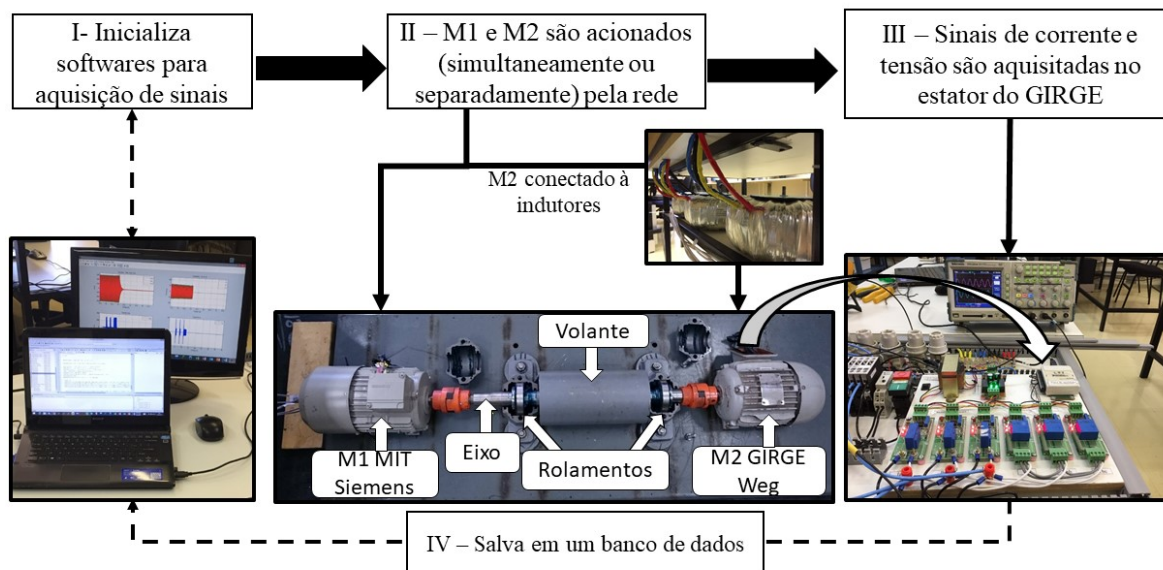 I- Inicializa
softwares para
aquisição de sinais
II – M1 e M2 são acionados
(simultaneamente ou
separadamente) pela rede
III – Sinais de corrente e
tensão são aquisitadas no
estator do GIRGE
M2 conectado à
indutores
Volante
Eixo
Rolamentos
M1 MIT
Siemens
M2 GIRGE
Weg
IV – Salva em um banco de dados